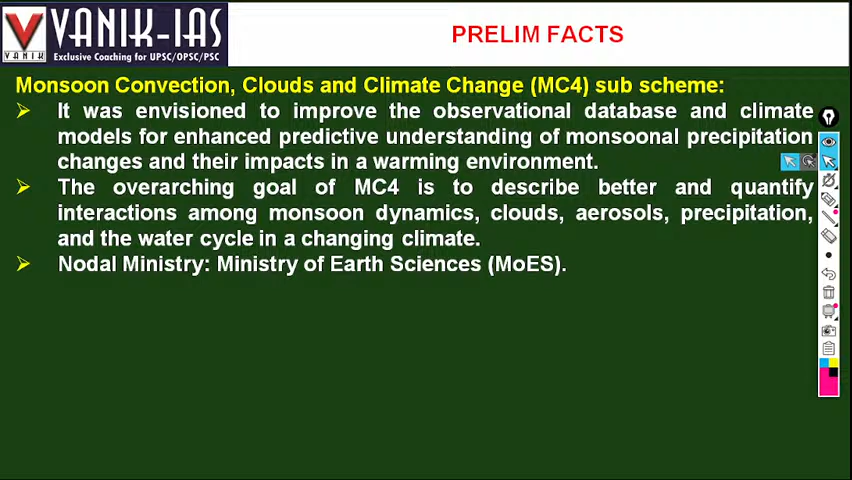 VANIK-IAS
VANIK
Exclusive Coaching for UPSC/OPSC/PSC
PRELIM FACTS
Monsoon Convection, Clouds and Climate Change (MC4) sub scheme:
It was envisioned to improve the observational database and climate
models for enhanced predictive understanding of monsoonal precipitation
changes and their impacts in a warming environment.
The overarching goal of MC4 is to describe better and quantify
interactions among monsoon dynamics, clouds, aerosols, precipitation,
and the water cycle in a changing climate.
Nodal Ministry: Ministry of Earth Sciences (MoES).